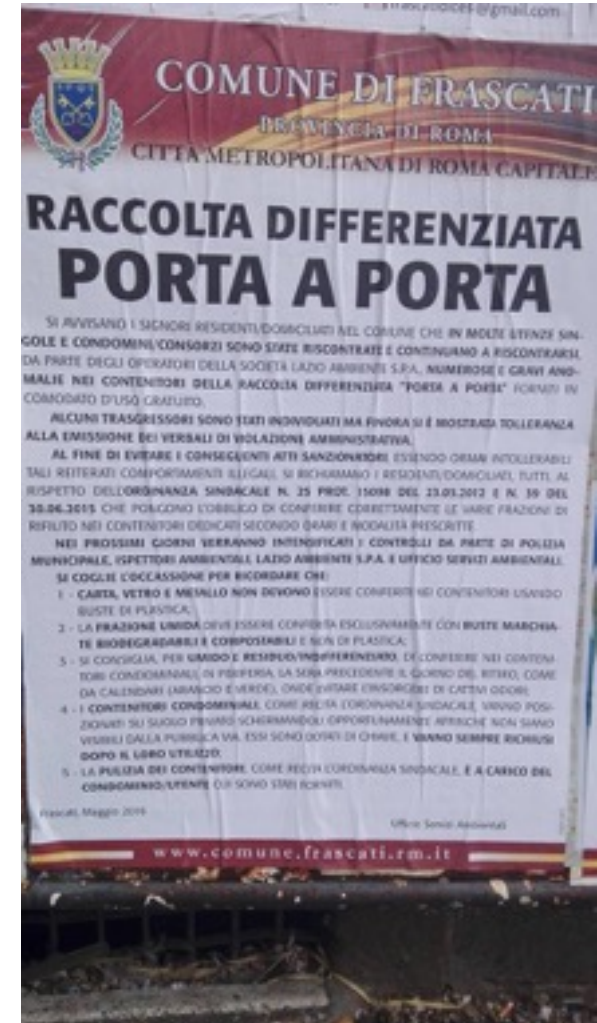 frascatidice@gmail.com
COMUNE DI FRASCATI
PROVINCIA DI ROMA
CITTÀ METROPOLITANA DI ROMA CAPITALE
RACCOLTA DIFFERENZIATA
PORTA A PORTA
SI AVVISANO I SIGNORI RESIDENTI/DOMICILIATI NEL COMUNE CHE IN MOLTE UTENZE SIN-
GOLE E CONDOMINI/CONSORZI SONO STATE RISCONTRATE E CONTINUANO A RISCONTRARSI,
DA PARTE DEGLI OPERATORI DELLA SOCIETÀ LAZIO AMBIENTE S.P.A., NUMEROSE E GRAVI ANO-
MALIE NEI CONTENITORI DELLA RACCOLTA DIFFERENZIATA "PORTA A PORTA" FORNITI IN
COMODATO D'USO GRATUITO.
ALCUNI TRASGRESSORI SONO STATI INDIVIDUATI MA FINORA SI È MOSTRATA TOLLERANZA
ALLA EMISSIONE DEI VERBALI DI VIOLAZIONE AMMINISTRATIVA.
AL FINE DI EVITARE I CONSEGUENTI ATTI SANZIONATORI, ESSENDO ORMAI INTOLLERABILI
TALI REITERATI COMPORTAMENTI ILLEGALI, SI RICHIAMANO I RESIDENTI/DOMICILIATI, TUTTI, AL
RISPETTO DELL'ORDINANZA SINDACALE N. 25 PROT. 15098 DEL 23.05.2012 E N. 39 DEL
30.06.2015 CHE PONGONO L'OBBLIGO DI CONFERIRE CORRETTAMENTE LE VARIE FRAZIONI DI
RIFIUTO NEI CONTENITORI DEDICATI SECONDO ORARI E MODALITÀ PRESCRITTE.
NEI PROSSIMI GIORNI VERRANNO INTENSIFICATI I CONTROLLI DA PARTE DI POLIZIA
MUNICIPALE, ISPETTORI AMBIENTALI, LAZIO AMBIENTE S.P.A. E UFFICIO SERVIZI AMBIENTALI.
SI COGLIE L'OCCASIONE PER RICORDARE CHE:
1 - CARTA, VETRO E METALLO NON DEVONO ESSERE CONFERITI NEI CONTENITORI USANDO
BUSTE DI PLASTICA;
2 - LA FRAZIONE UMIDA DEVE ESSERE CONFERITA ESCLUSIVAMENTE CON BUSTE MARCHIA-
TE BIODEGRADABILI E COMPOSTABILI E NON DI PLASTICA;
3 - SI CONSIGLIA, PER UMIDO E RESIDUO/INDIFFERENZIATO, DI CONFERIRE NEI CONTENI-
TORI CONDOMINIALI, IN PERIFERIA, LA SERA PRECEDENTE IL GIORNO DEL RITIRO, COME
DA CALENDARI (ARANCIO E VERDE), ONDE EVITARE L'INSORGERE DI CATTIVI ODORI;
4 - I CONTENITORI CONDOMINIALI, COME RECITA L'ORDINANZA SINDACALE, VANNO POSI-
ZIONATI SU SUOLO PRIVATO SCHERMANDOLI OPPORTUNAMENTE AFFINCHÉ NON SIANO
VISIBILI DALLA PUBBLICA VIA. ESSI SONO DOTATI DI CHIAVE, E VANNO SEMPRE RICHIUSI
DOPO IL LORO UTILIZZO;
5 - LA PULIZIA DEI CONTENITORI, COME RECITA L'ORDINANZA SINDACALE, È A CARICO DEL
CONDOMINIO/UTENTE CUI SONO STATI FORNITI.
Frascati, Maggio 2016
Ufficio Servizi Ambientali
www.comune.frascati.rm.it